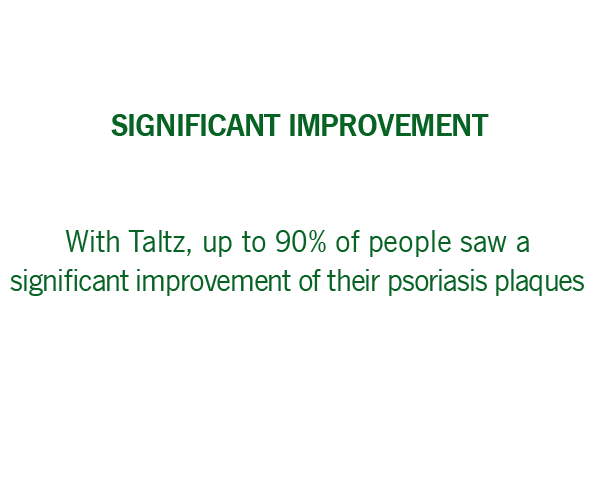 SIGNIFICANT IMPROVEMENT
With Taltz, up to 90% of people saw a
significant improvement of their psoriasis plaques